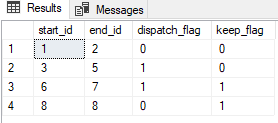 Results Messages
start_id end_id dispatch_flag keep_flag
1 1 2 0 0
2 3 5 1 0
3 6 7 1 1
4 8 8 0 1